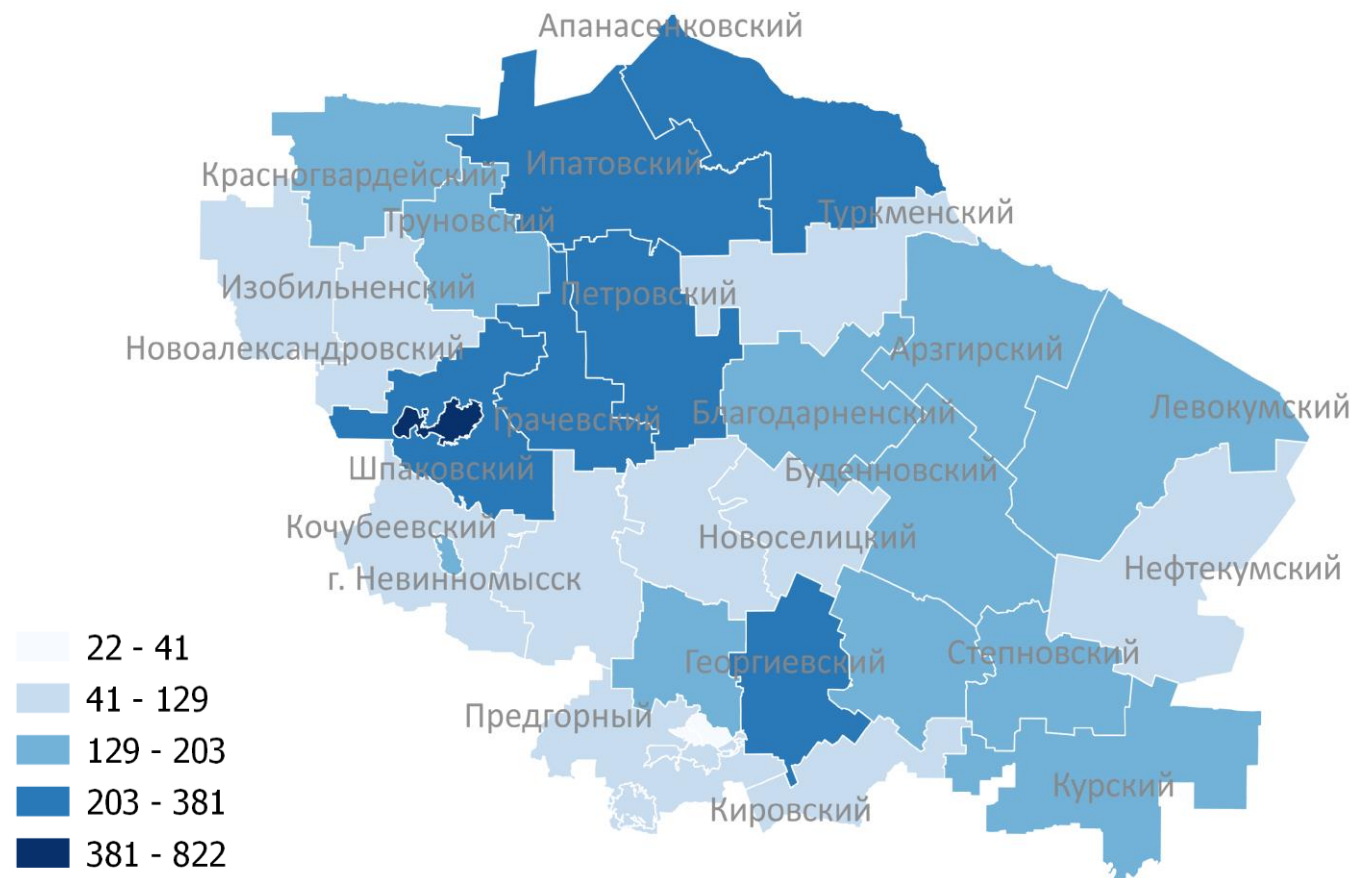 Апанасенковский
Ипатовский
Красногвардейский
Труновский
Туркменский
Изобильненский
Петровский
Новоалександровский
Арзгирский
Левокумский
Грачевский
Благодарненский
Шпаковский
Буденновский
Кочубеевский
Новоселицкий
г. Невинномысск
Нефтекумский
Георгиевский
Степновский
Предгорный
Курский
Кировский
22 - 41
41 - 129
129 - 203
203 - 381
381 - 822